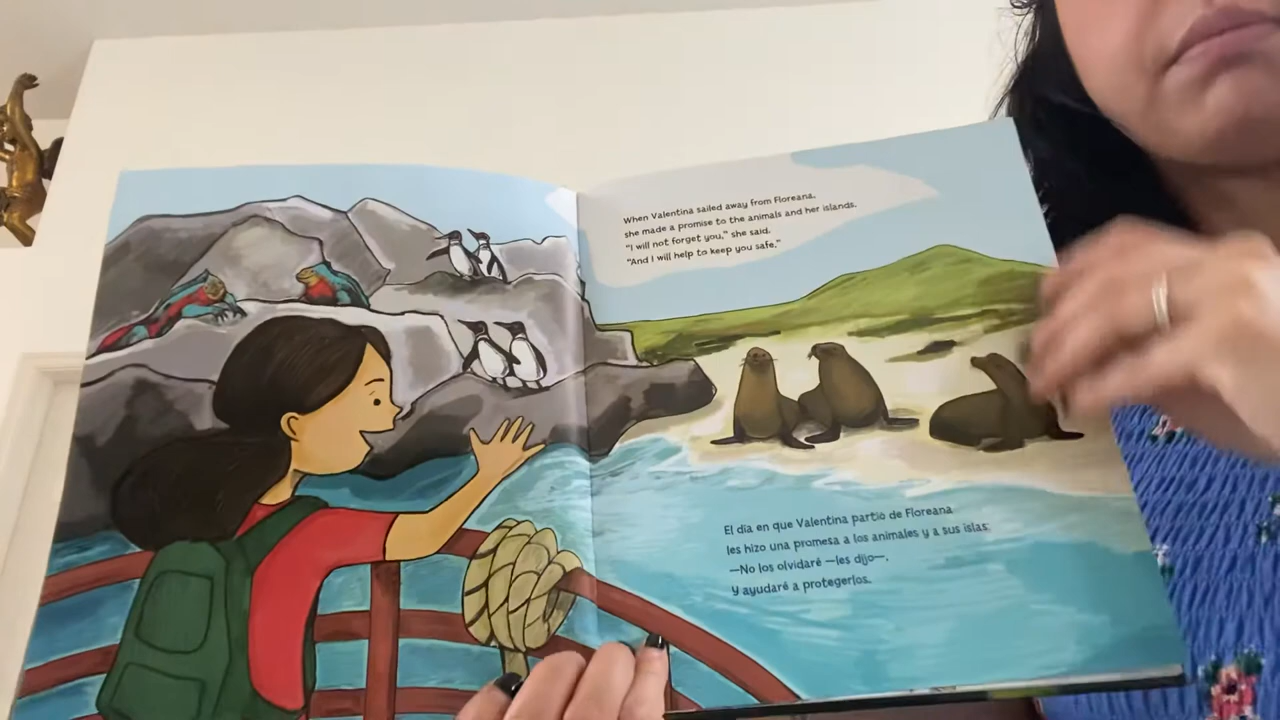 When Valentina sailed away from Floreana,
she made a promise to the animals and her islands.
"I will not forget you," she said.
"And I will help to keep you safe."
El día en que Valentina partió de Floreana
les hizo una promesa a los animales y a sus islas:
—No los olvidaré —les dijo—,
y ayudaré a protegerlos.